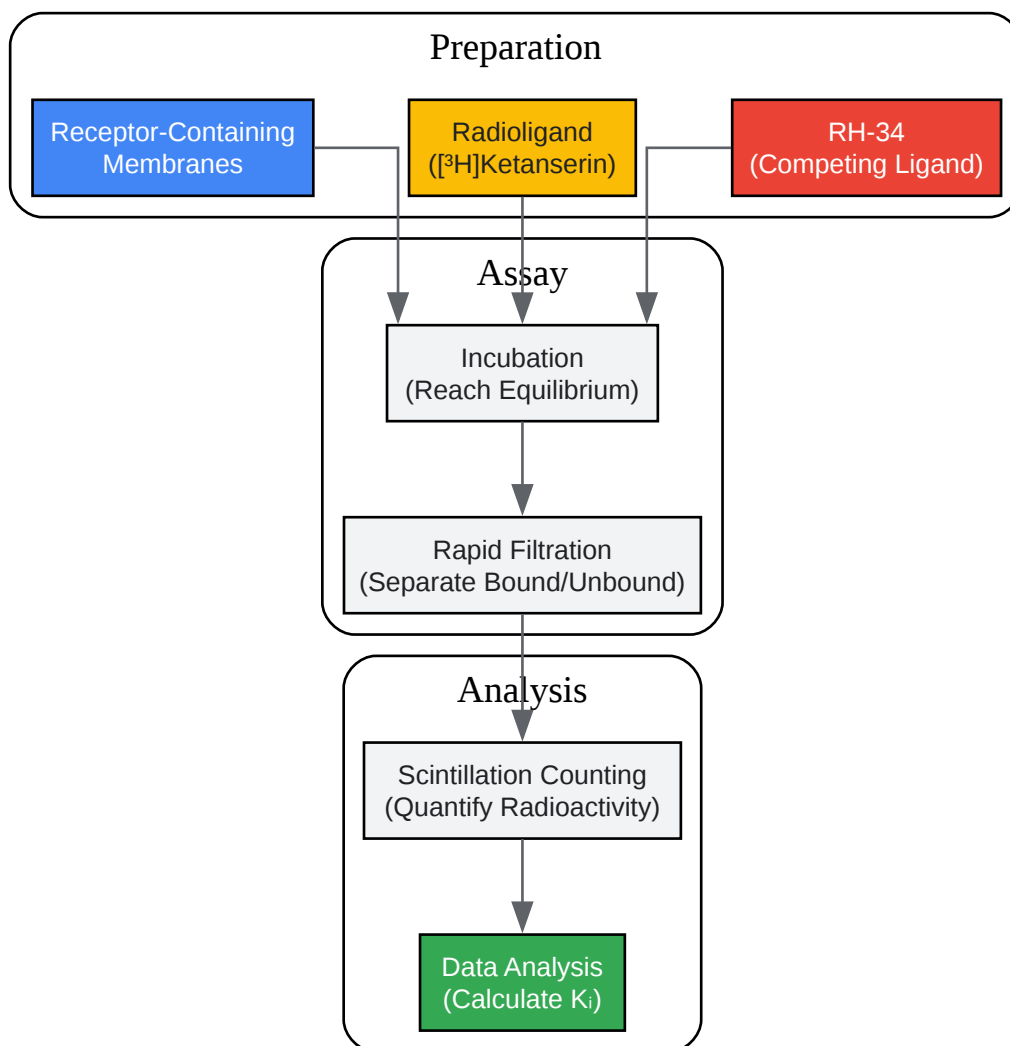 Preparation
Receptor-Containing
Membranes
Radioligand
([³H]Ketanserin)
RH-34
(Competing Ligand)
Assay
Incubation
(Reach Equilibrium)
Rapid Filtration
(Separate Bound/Unbound)
Analysis
Scintillation Counting
(Quantify Radioactivity)
Data Analysis
(Calculate Kᵢ)